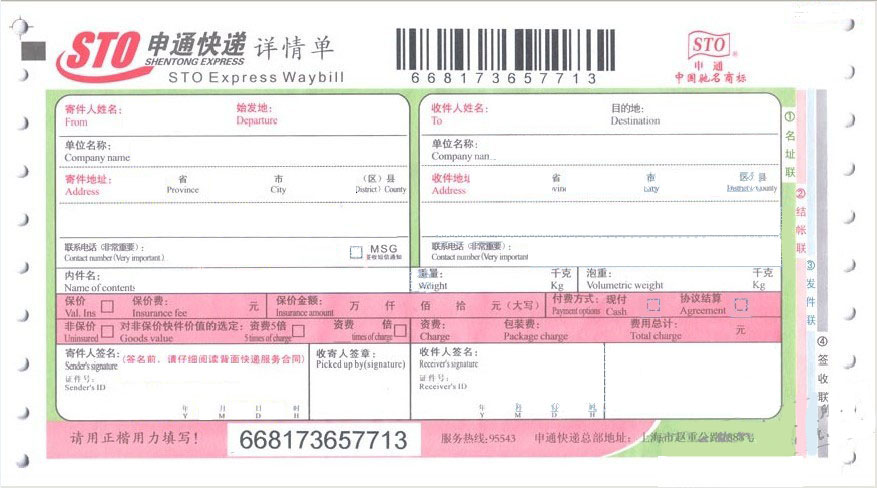 STO 申通快递 详情单
SHENTONG EXPRESS
STO Express Waybill
668173657713
STO
申通
中国驰名商标
寄件人姓名： 始发地： 收件人姓名： 目的地：
From Departure To Destination
单位名称： 单位名称：
Company name Company nan
寄件地址： 省 市 （区）县 收件地址 省 市 区 县
Address Province City District）County Address County
联系电话（非常重要）： MSG 联系电话（非常重要）：
Contact number (Very important) 签收短信通知 Contact number (Very important
内件名： 重量： 千克 泡重： 千克
Name of contents Weight Kg Volumetric weight Kg
保价 保价费： 元 保价金额： 万 仟 佰 拾 元（大写） 付费方式： 现付 协议结算
Val. Ins Insurance fee Insurance amount Payment options Cash Agreement
非保价 对非保价快件价值的选定： 资费5倍 资费 倍 资费： 包装费： 费用总计： 元
Uninsured Goods value 5 times of charge times of charge Charge Package charge Total charge
寄件人签名： （签名前，请仔细阅读背面快递服务合同） 收寄人签章： 收件人签名：
Sender's signature Picked up by(signature) Receiver's signature
证件号： 证件号：
Sender's ID Receiver's ID
年 月 日 时 年 月 日 时
Y M D H Y M D H
①名址联
②结帐联
③发件联
④签收联
请用正楷用力填写！ 668173657713 服务热线：95543 申通快递总部地址： 上海市